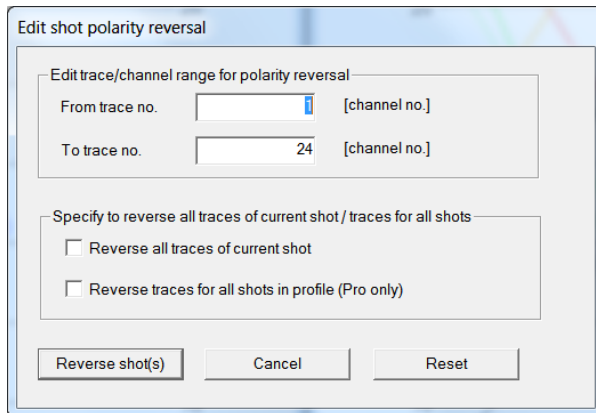 Edit shot polarity reversal
Edit trace/channel range for polarity reversal
From trace no. 1 [channel no.]
To trace no. 24 [channel no.]
Specify to reverse all traces of current shot / traces for all shots
Reverse all traces of current shot
Reverse traces for all shots in profile (Pro only)
Reverse shot(s) Cancel Reset